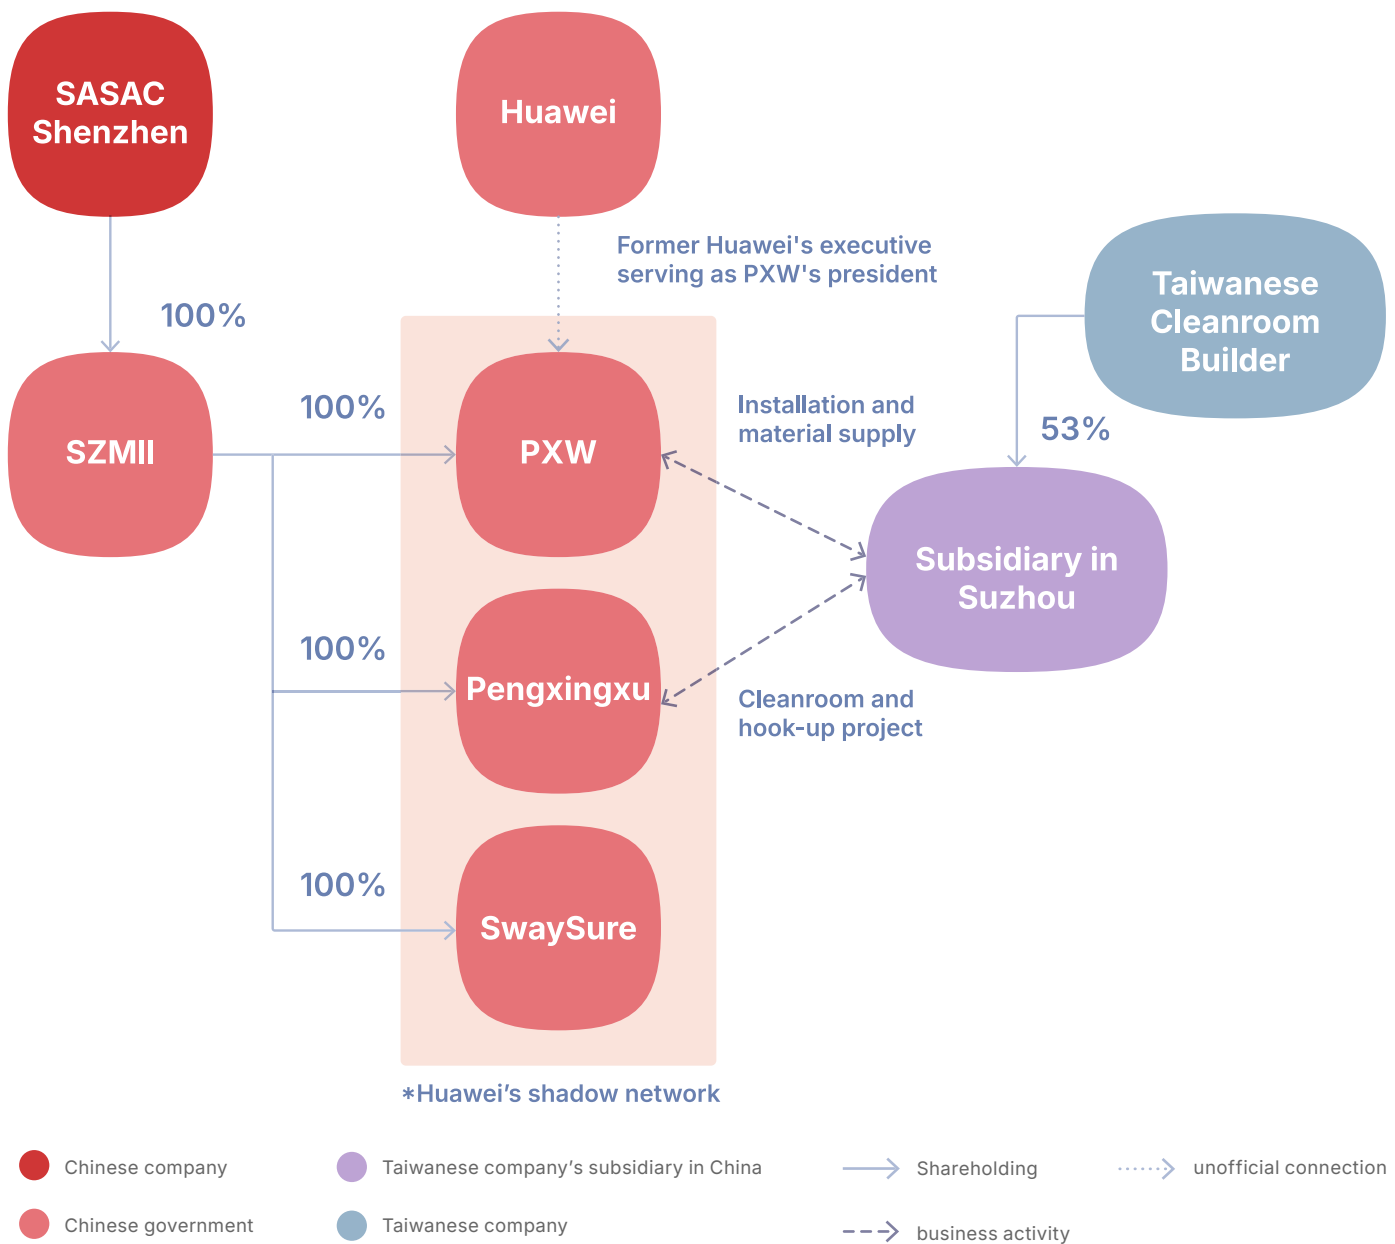 SASAC
Shenzhen
Huawei
Former Huawei's executive
serving as PXW's president
Taiwanese
Cleanroom
Builder
100%
SZMII
100%
PXW
Installation and
material supply
53%
Subsidiary in
Suzhou
100%
Pengxingxu
Cleanroom and
hook-up project
100%
SwaySure
*Huawei’s shadow network
Chinese company
Taiwanese company’s subsidiary in China
Shareholding
unofficial connection
Chinese government
Taiwanese company
business activity